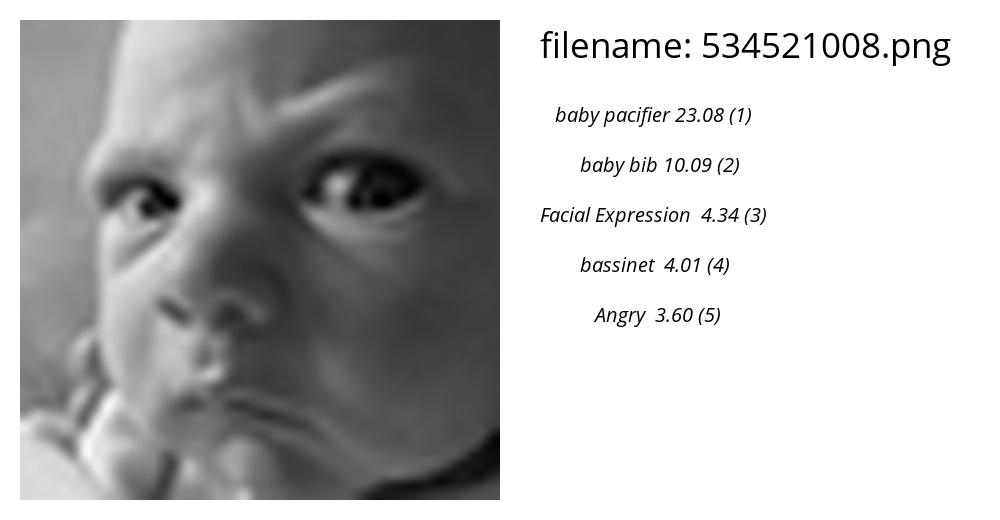 filename: 534521008.png
baby pacifier 23.08 (1)
baby bib 10.09 (2)
Facial Expression 4.34 (3)
bassinet 4.01 (4)
Angry 3.60 (5)